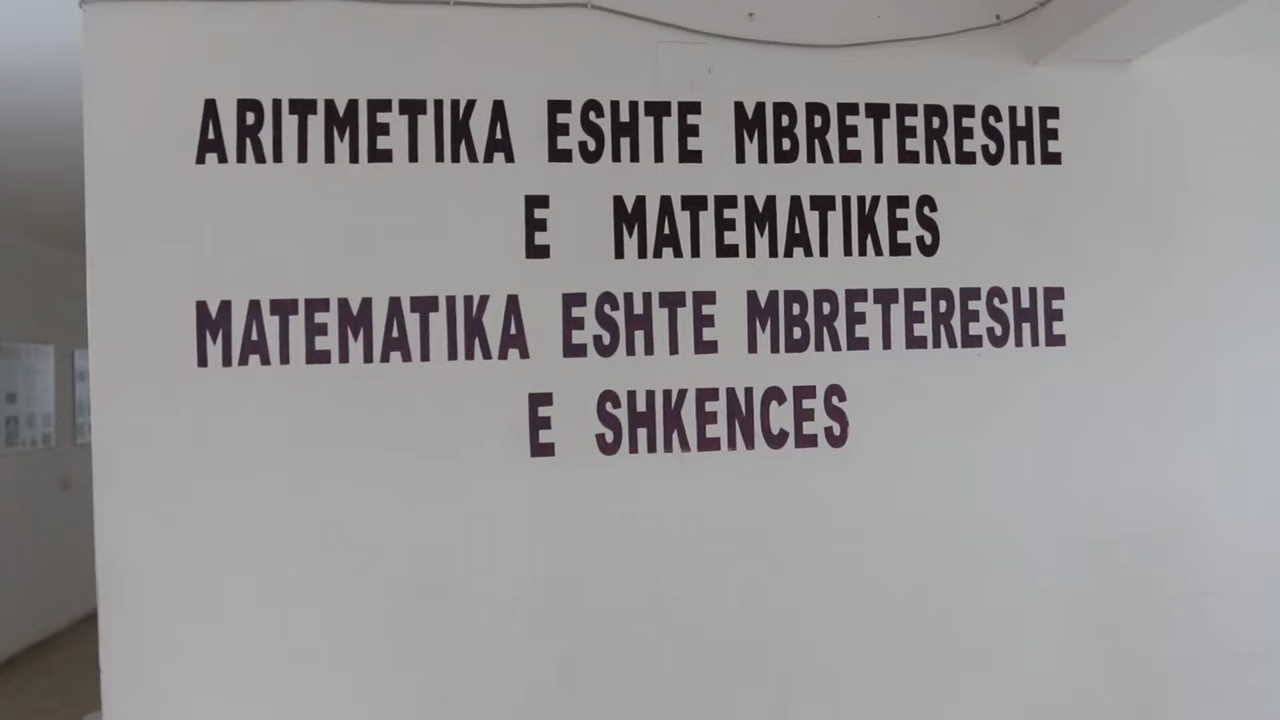 ARITMETIKA ESHTE MBRETERESHE
E MATEMATIKES
MATEMATIKA ESHTE MBRETERESHE
E SHKENCES